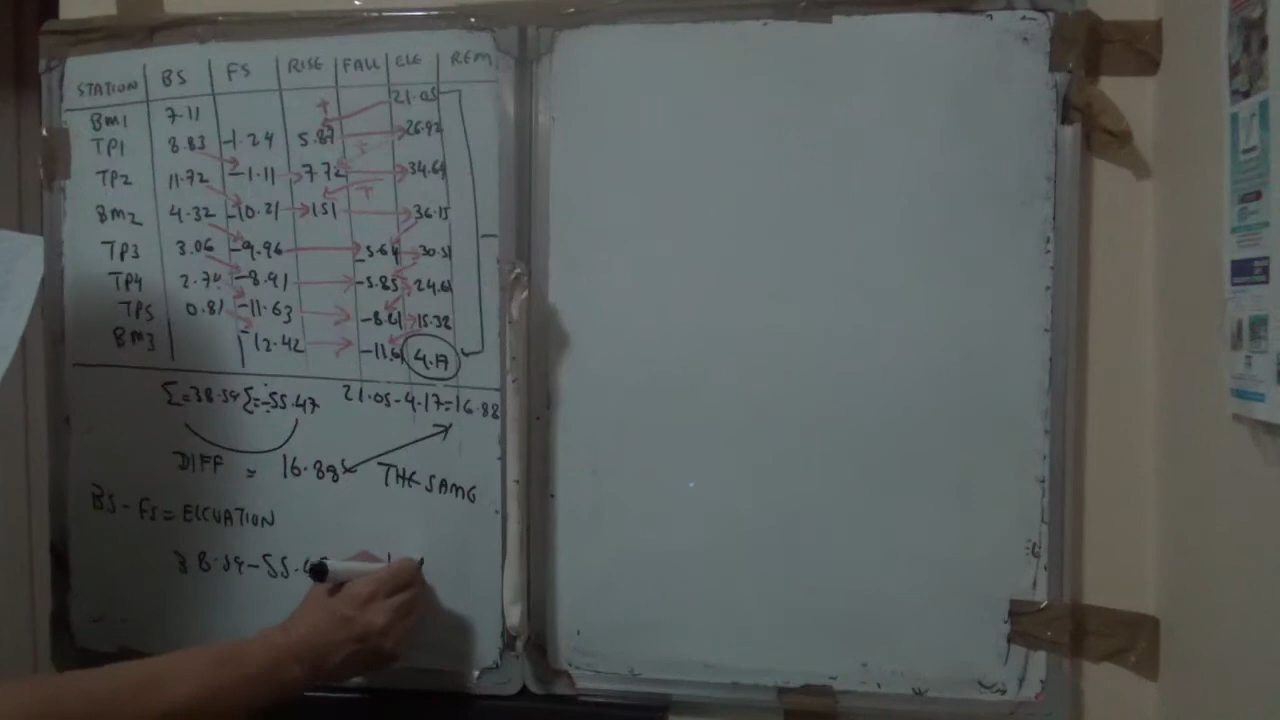 STATION BS FS RISE FALL ELE REM
BM1 7.11 21.05
TP1 8.83 -1.24 5.87 26.92
TP2 11.72 -1.11 7.72 34.64
BM2 4.32 -10.21 1.51 36.15
TP3 3.06 -9.96 -5.64 30.51
TP4 2.74 -8.91 -5.85 24.61
TP5 0.81 -11.63 15.32
BM3 -12.42 -11.61 4.17
Σ=38.59 Σ=-55.47 21.05-4.17=16.88
DIFF = 16.88 THE SAME
BS-FS=ELEVATION
38.59-55.4